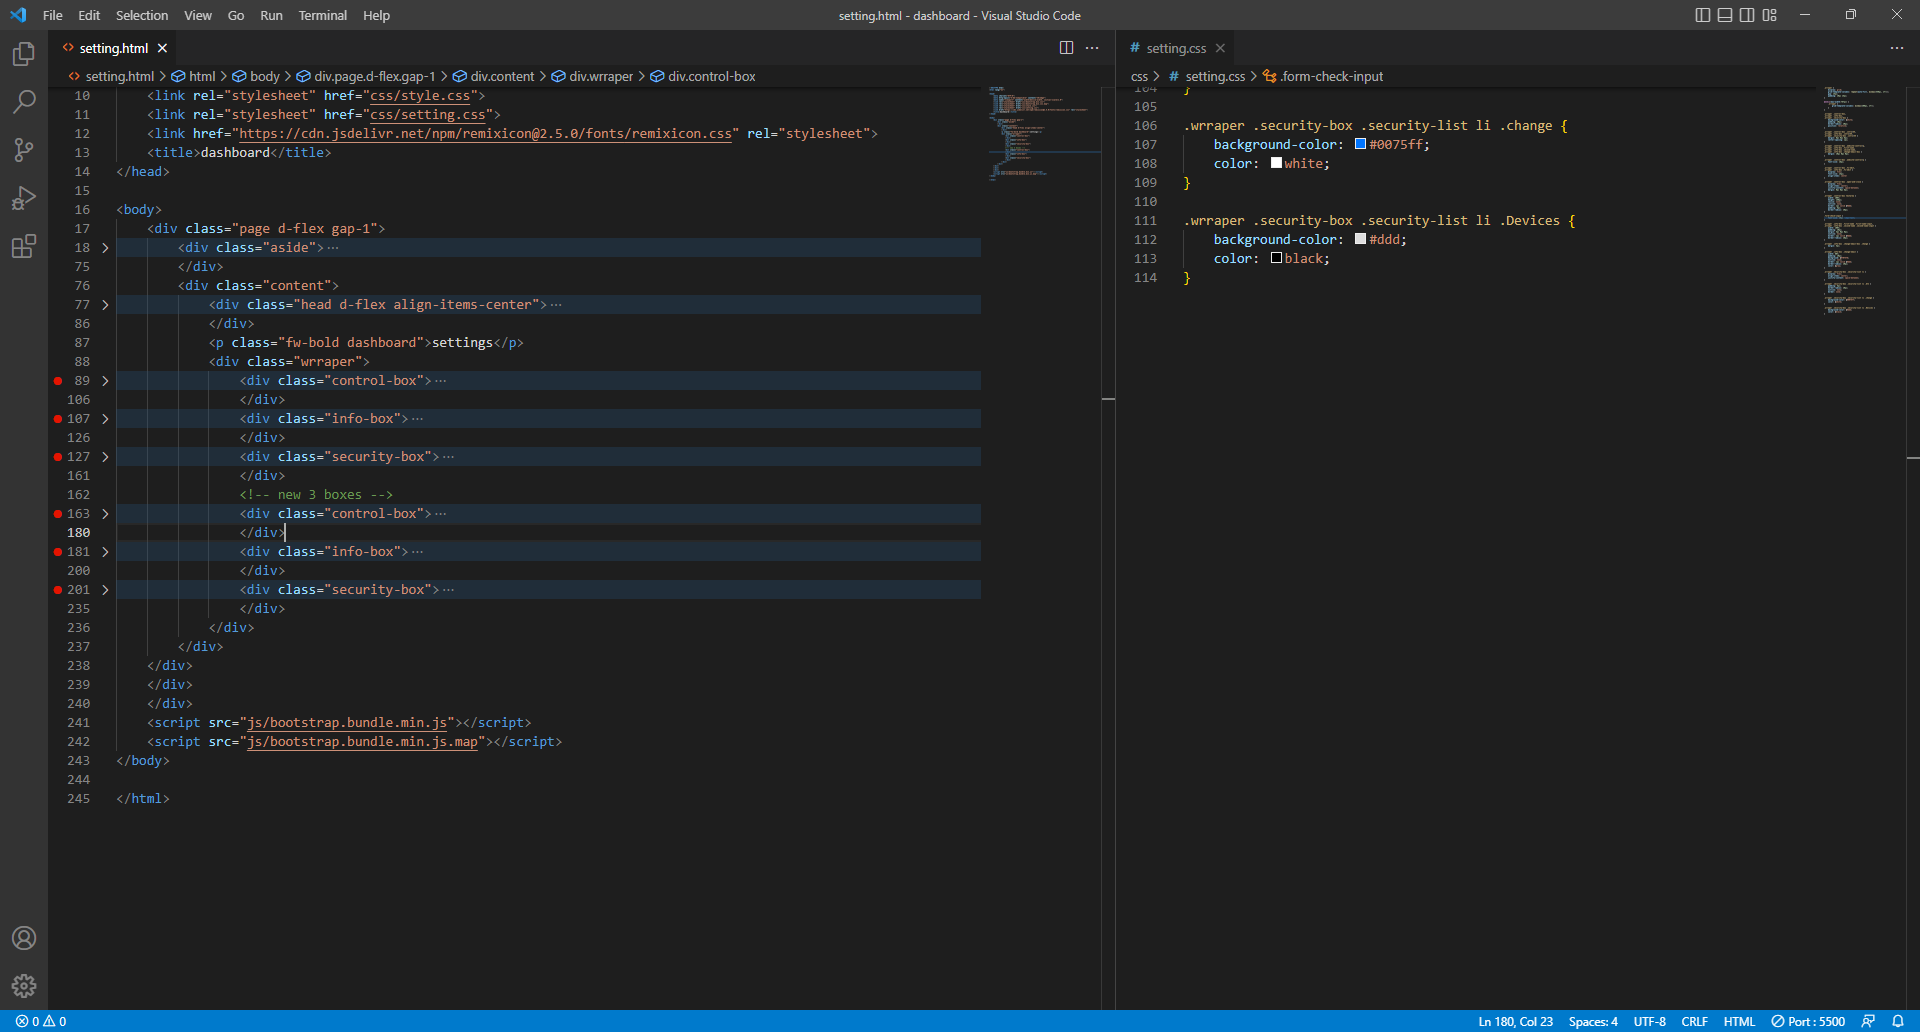 File Edit Selection View Go Run Terminal Help
setting.html - dashboard - Visual Studio Code
setting.html
setting.html > html > body > div.page.d-flex.gap-1 > div.content > div.wrraper > div.control-box
10 <link rel="stylesheet" href="css/style.css">
11 <link rel="stylesheet" href="css/setting.css">
12 <link href="https://cdn.jsdelivr.net/npm/remixicon@2.5.0/fonts/remixicon.css" rel="stylesheet">
13 <title>dashboard</title>
14 </head>
15
16 <body>
17 <div class="page d-flex gap-1">
18 <div class="aside">…
75 </div>
76 <div class="content">
77 <div class="head d-flex align-items-center">…
86 </div>
87 <p class="fw-bold dashboard">settings</p>
88 <div class="wrraper">
89 <div class="control-box">…
106 </div>
107 <div class="info-box">…
126 </div>
127 <div class="security-box">…
161 </div>
162 <!-- new 3 boxes -->
163 <div class="control-box">…
180 </div>
181 <div class="info-box">…
200 </div>
201 <div class="security-box">…
235 </div>
236 </div>
237 </div>
238 </div>
239 </div>
240 </div>
241 <script src="js/bootstrap.bundle.min.js"></script>
242 <script src="js/bootstrap.bundle.min.js.map"></script>
243 </body>
244
245 </html>
# setting.css
css > # setting.css > .form-check-input
104 }
105
106 .wrraper .security-box .security-list li .change {
107 background-color: #0075ff;
108 color: white;
109 }
110
111 .wrraper .security-box .security-list li .Devices {
112 background-color: #ddd;
113 color: black;
114 }
0 0
Ln 180, Col 23 Spaces: 4 UTF-8 CRLF HTML Port : 5500